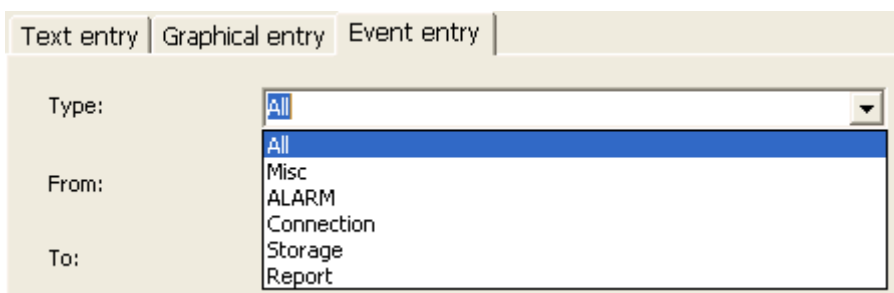 Text entry Graphical entry Event entry
Type: All
All
Misc
From:
ALARM
Connection
Storage
To:
Report